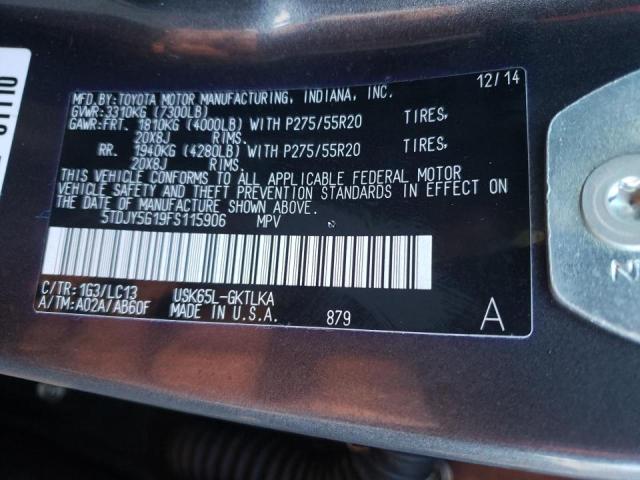 MFD. BY: TOYOTA MOTOR MANUFACTURING, INDIANA, INC. 12/14
GVWR: 3310KG (7300LB)
GAWR: FRT. 1810KG (4000LB) WITH P275/55R20 TIRES,
20X8J RIMS.
RR. 1940KG (4280LB) WITH P275/55R20 TIRES,
20X8J RIMS.
THIS VEHICLE CONFORMS TO ALL APPLICABLE FEDERAL MOTOR
VEHICLE SAFETY AND THEFT PREVENTION STANDARDS IN EFFECT ON
THE DATE OF MANUFACTURE SHOWN ABOVE.
5TDJY5G19FS115906 MPV
C/TR: 1G3/LC13 USK65L-GKTLKA
A/TM: A02A/AB60F MADE IN U.S.A. 879 A